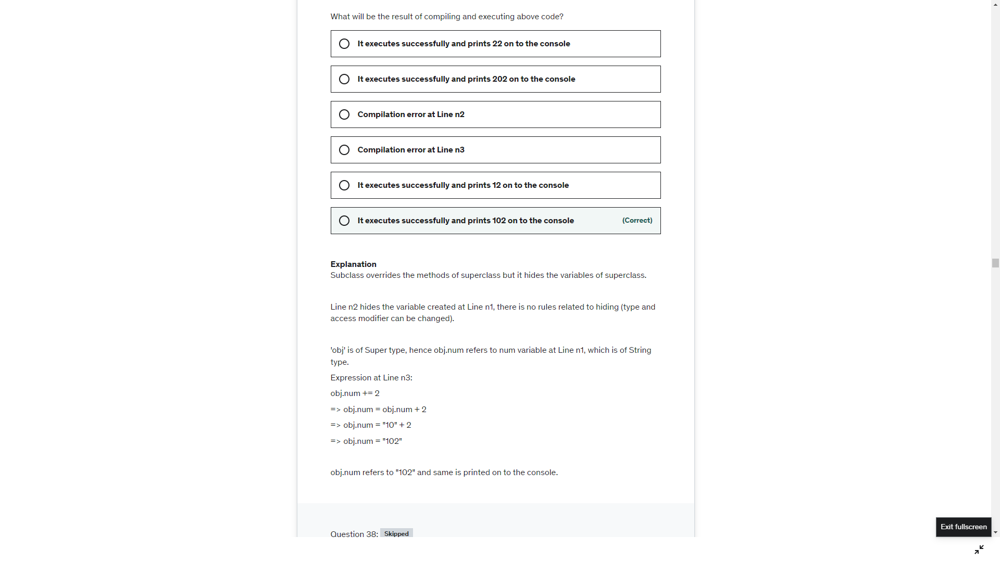 What will be the result of compiling and executing above code?
It executes successfully and prints 22 on to the console
It executes successfully and prints 202 on to the console
Compilation error at Line n2
Compilation error at Line n3
It executes successfully and prints 12 on to the console
It executes successfully and prints 102 on to the console (Correct)
Explanation
Subclass overrides the methods of superclass but it hides the variables of superclass.
Line n2 hides the variable created at Line n1, there is no rules related to hiding (type and
access modifier can be changed).
'obj' is of Super type, hence obj.num refers to num variable at Line n1, which is of String
type.
Expression at Line n3:
obj.num += 2
=> obj.num = obj.num + 2
=> obj.num = "10" + 2
=> obj.num = "102"
obj.num refers to "102" and same is printed on to the console.
Question 38: Skipped
Exit fullscreen